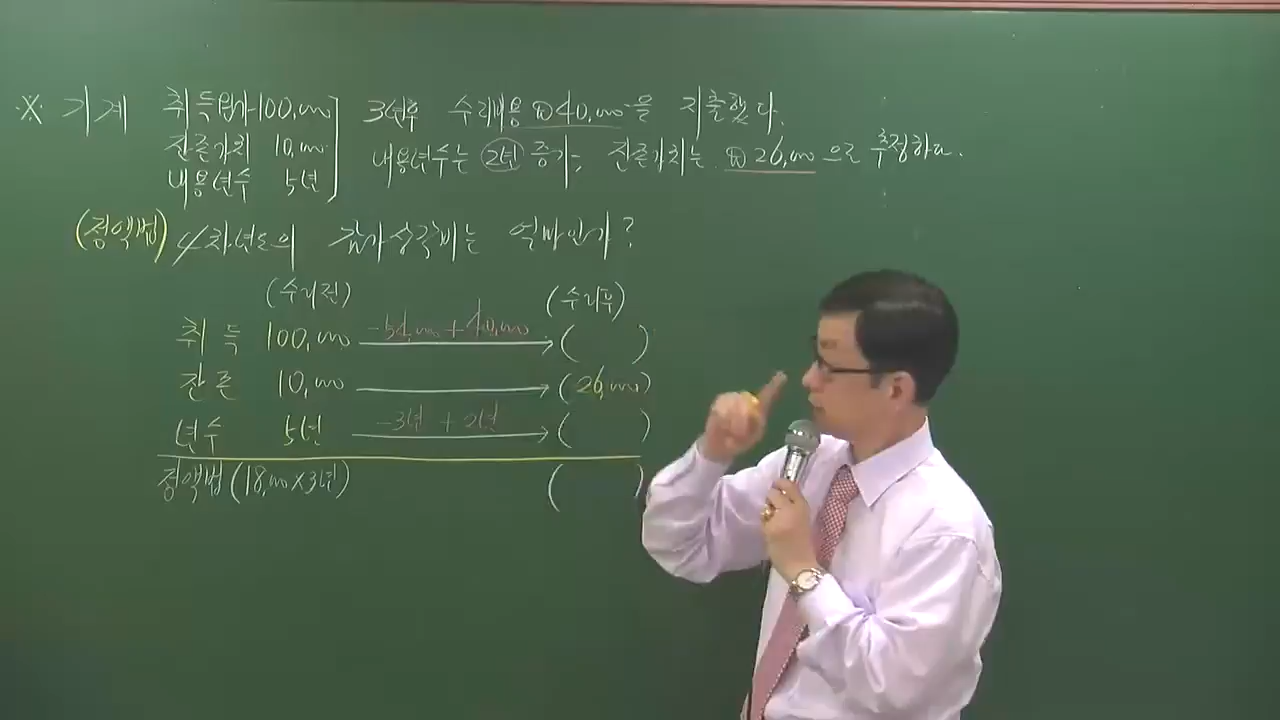 ※ 기계 취득원가 100,000 3년후 수리비용 ₩40,000을 지출했다.
잔존가치 10,000 내용년수는 2년 증가, 잔존가치는 ₩26,000으로 추정하고.
내용년수 5년
(정액법) 4차년도의 감가상각비는 얼마인가?
(수리전) (수리후)
취득 100,000 -54,000 + 40,000 ( )
잔존 10,000 (26,000)
년수 5년 -3년 + 2년 ( )
정액법 (18,000×3년) ( )